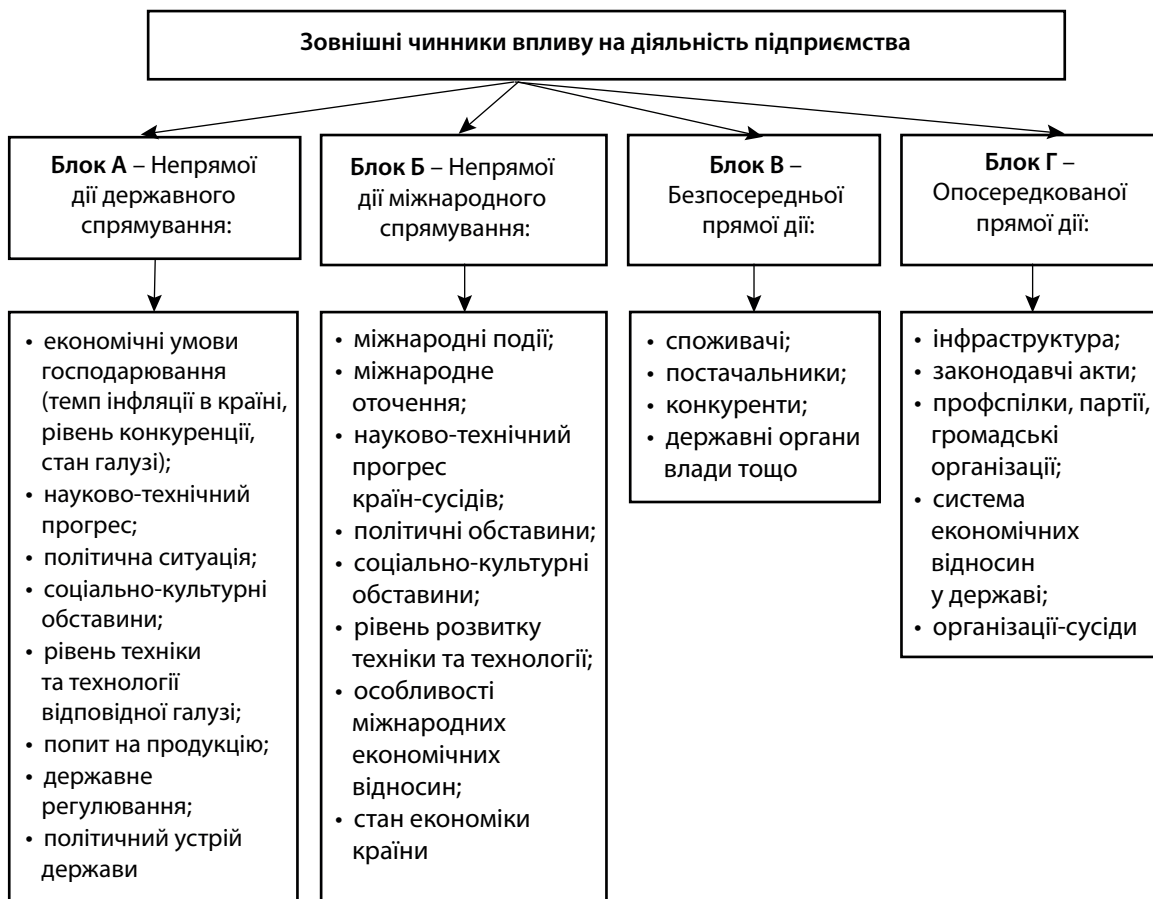 Зовнішні чинники впливу на діяльність підприємства
Блок А – Непрямої
дії державного
спрямування:
Блок Б – Непрямої
дії міжнародного
спрямування:
Блок В –
Безпосередньої
прямої дії:
Блок Г –
Опосередкованої
прямої дії:
• економічні умови
господарювання
(темп інфляції в країні,
рівень конкуренції,
стан галузі);
• науково-технічний
прогрес;
• політична ситуація;
• соціально-культурні
обставини;
• рівень техніки
та технології
відповідної галузі;
• попит на продукцію;
• державне
регулювання;
• політичний устрій
держави
• міжнародні події;
• міжнародне
оточення;
• науково-технічний
прогрес
країн-сусідів;
• політичні обставини;
• соціально-культурні
обставини;
• рівень розвитку
техніки та технології;
• особливості
міжнародних
економічних
відносин;
• стан економіки
країни
• споживачі;
• постачальники;
• конкуренти;
• державні органи
влади тощо
• інфраструктура;
• законодавчі акти;
• профспілки, партії,
громадські
організації;
• система
економічних
відносин
у державі;
• організації-сусіди